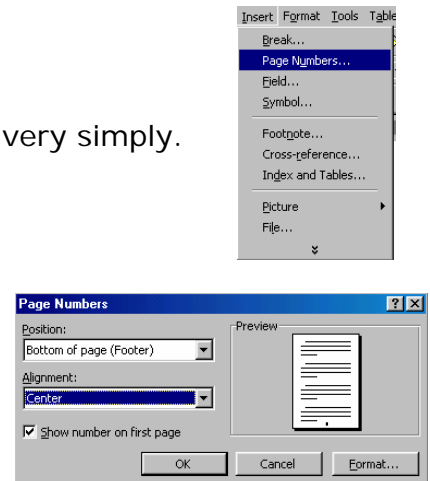 Insert Format Tools Table
Break...
Page Numbers...
Field...
Symbol...
very simply.
Footnote...
Cross-reference...
Index and Tables...
Picture
File...
Page Numbers
Position:
Preview
Bottom of page (Footer)
Alignment:
Center
Show number on first page
OK Cancel Format...